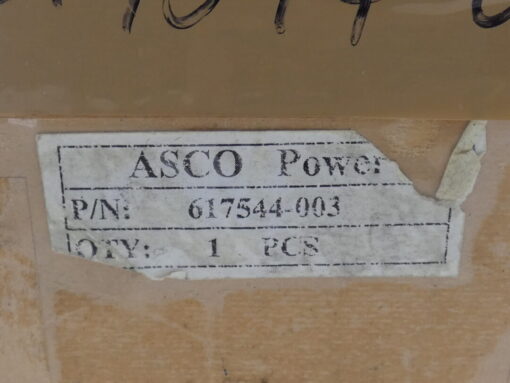 ASCO Power
P/N: 617544-003
QTY: 1 PCS